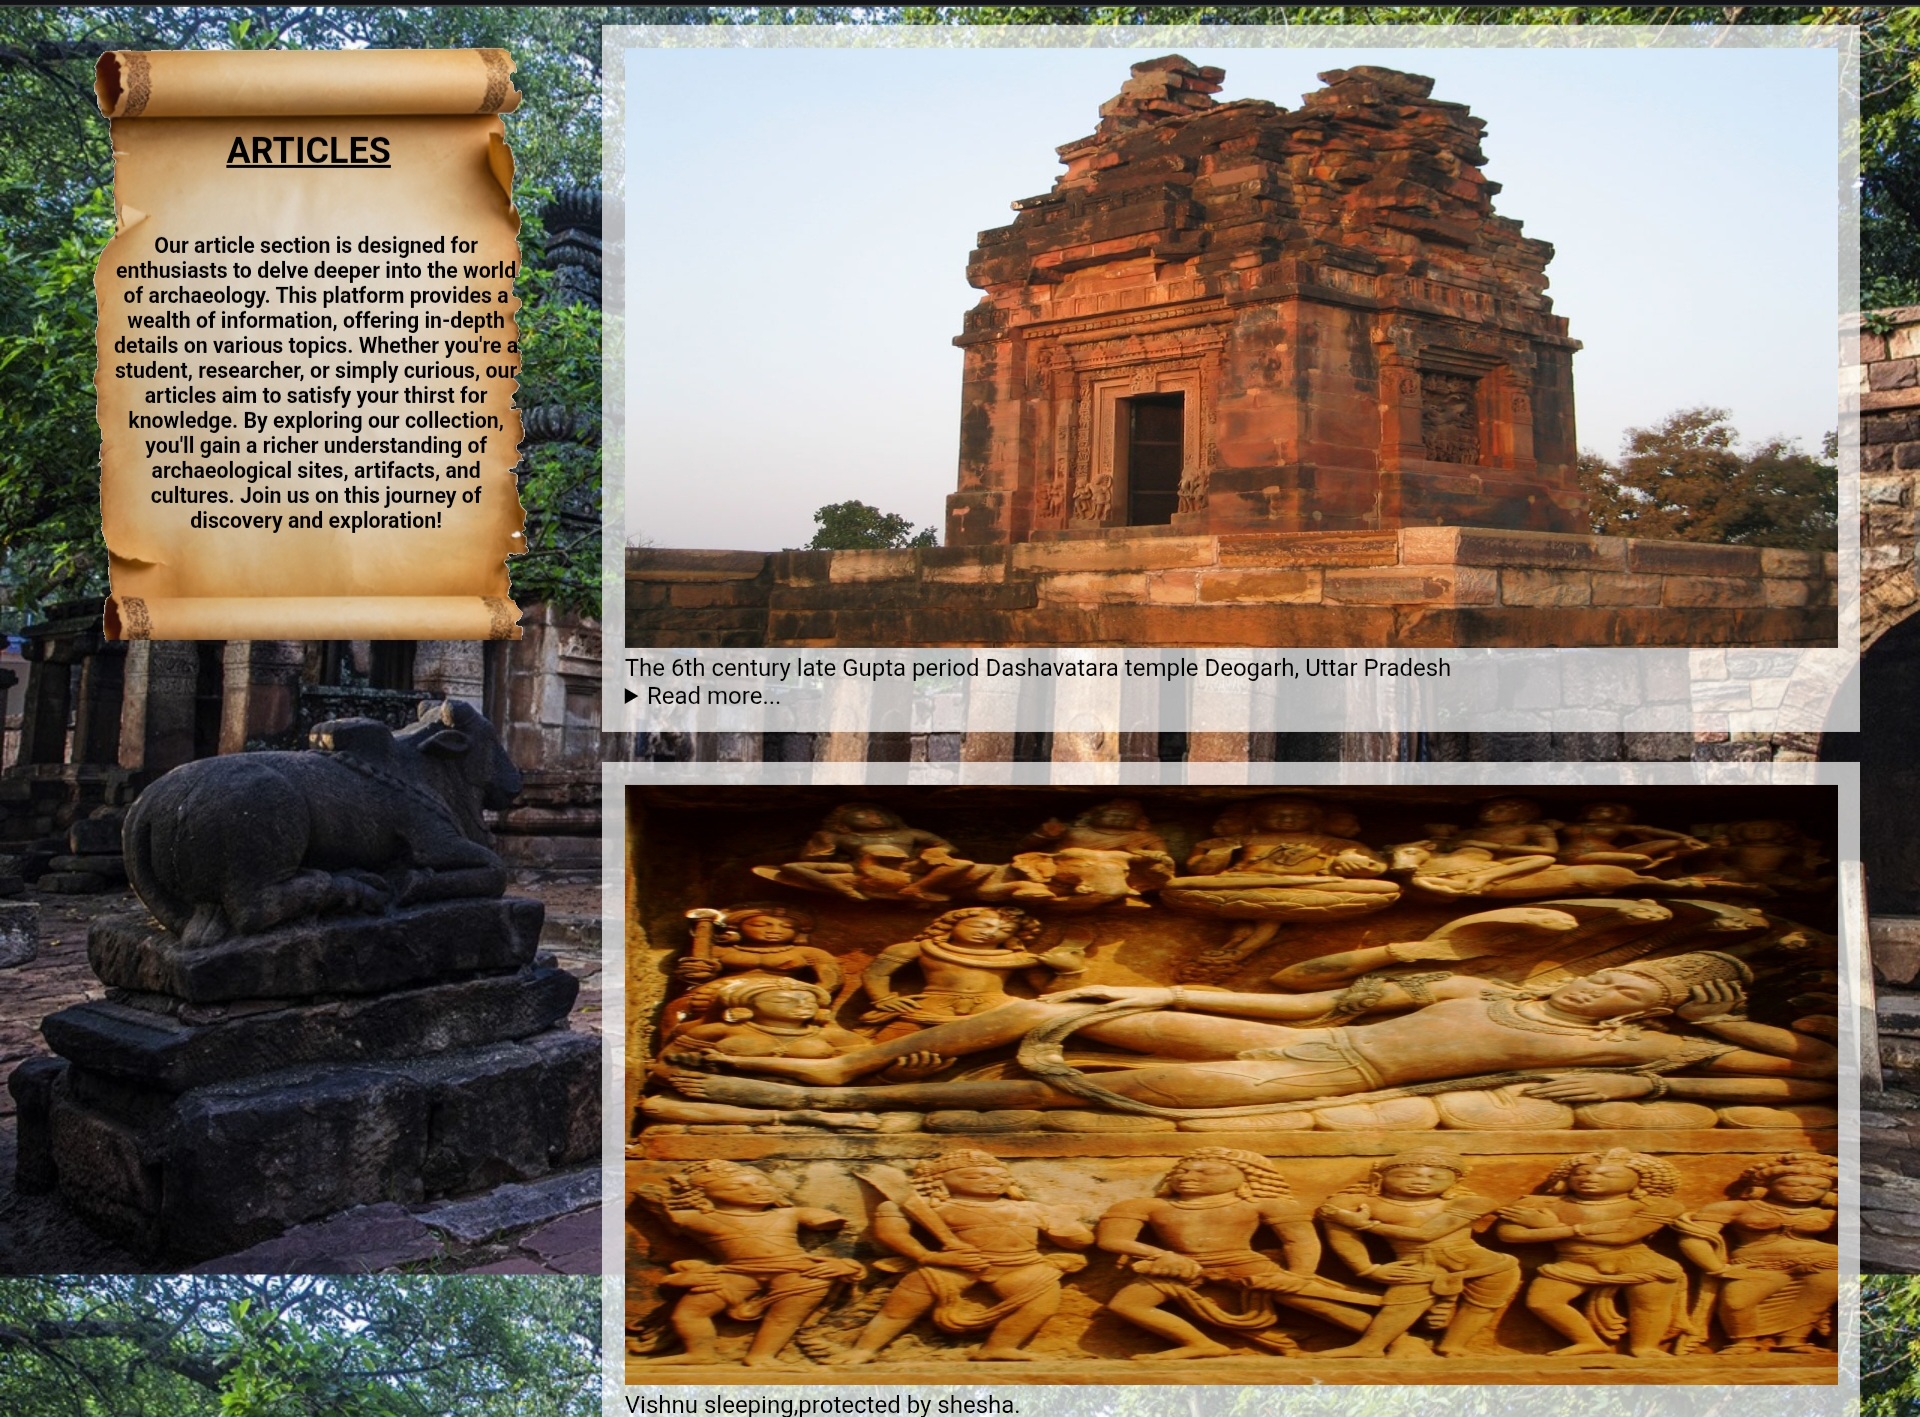 ARTICLES
Our article section is designed for
enthusiasts to delve deeper into the world
of archaeology. This platform provides a
wealth of information, offering in-depth
details on various topics. Whether you're a
student, researcher, or simply curious, our
articles aim to satisfy your thirst for
knowledge. By exploring our collection,
you'll gain a richer understanding of
archaeological sites, artifacts, and
cultures. Join us on this journey of
discovery and exploration!
The 6th century late Gupta period Dashavatara temple Deogarh, Uttar Pradesh
▶ Read more...
Vishnu sleeping,protected by shesha.